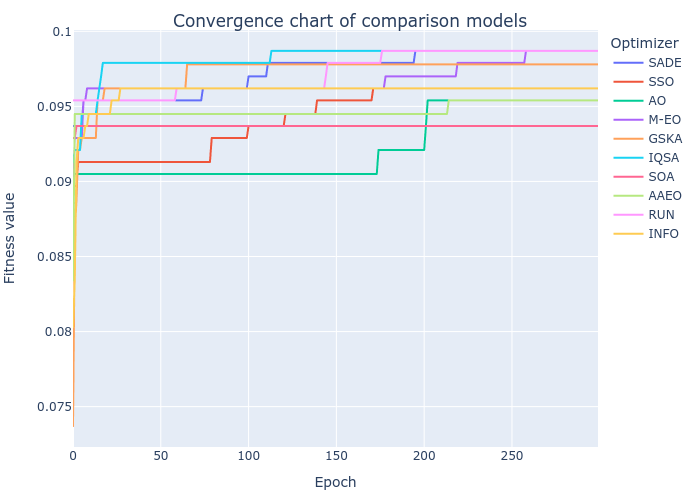 Convergence chart of comparison models
Fitness value
0.1
0.095
0.09
0.085
0.08
0.075
0
50
100
150
200
250
Epoch
Optimizer
SADE
SSO
AO
M-EO
GSKA
IQSA
SOA
AAEO
RUN
INFO